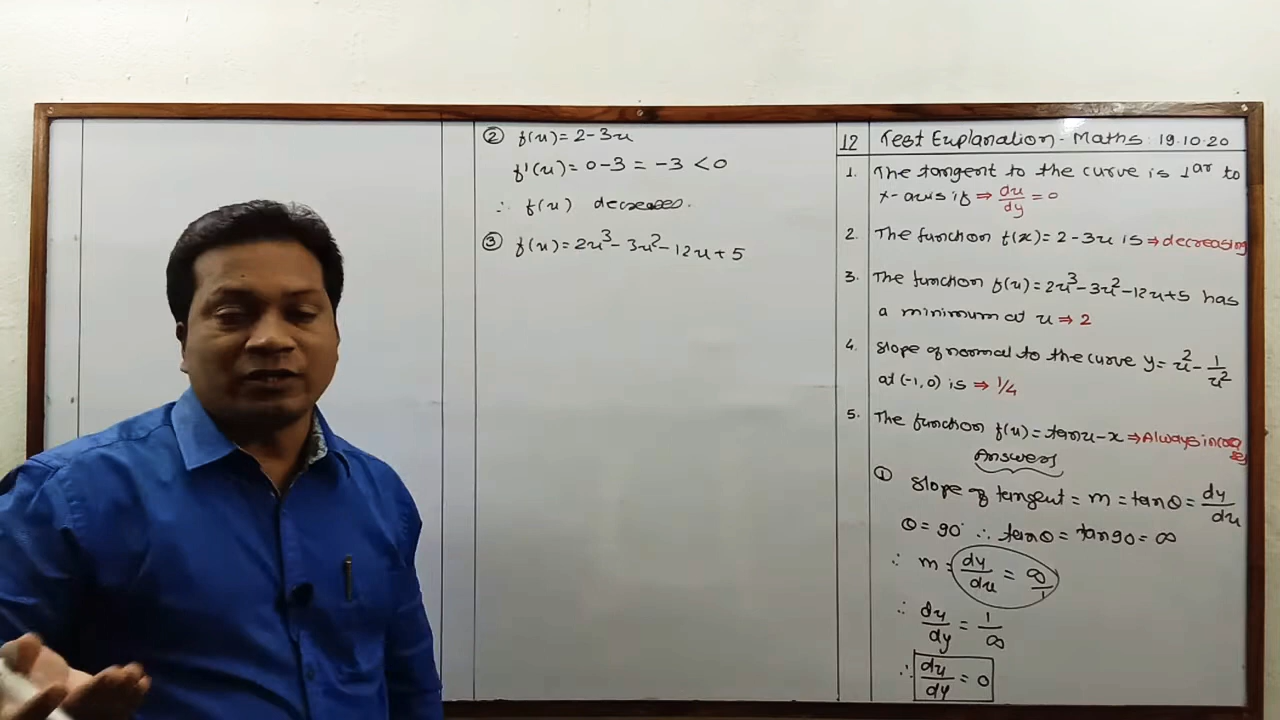 ② f(x) = 2-3x
f'(x) = 0-3 = -3 < 0
∴ f(x) decreases.
③ f(x) = 2x³-3x²-12x+5
12 Test Explanation - Maths : 19.10.20
1. The tangent to the curve is ⊥ar to
x-axis if ⇒ dx/dy = 0
2. The function f(x) = 2-3x is ⇒ decreasing
3. The function f(x) = 2x³-3x²-12x+5 has
a minimum at x ⇒ 2
4. Slope of normal to the curve y = x² - 1/x²
at (-1, 0) is ⇒ 1/4
5. The function f(x) = tanx-x ⇒ Always increases
Answers
① Slope of tangent = m = tanθ = dy/dx
θ = 90° ∴ tanθ = tan90 = ∞
∴ m = dy/dx = ∞/1
∴ dx/dy = 1/∞
∴ dx/dy = 0